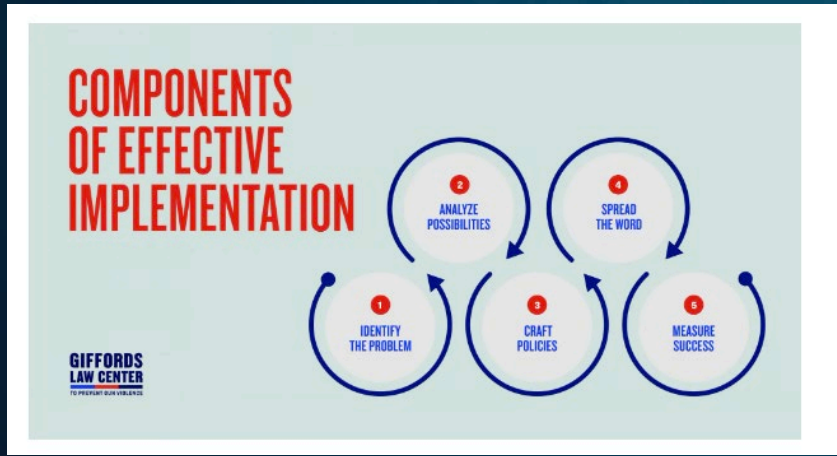 COMPONENTS
OF EFFECTIVE
IMPLEMENTATION
1
IDENTIFY
THE PROBLEM
2
ANALYZE
POSSIBILITIES
3
CRAFT
POLICIES
4
SPREAD
THE WORD
5
MEASURE
SUCCESS
GIFFORDS
LAW CENTER
TO PREVENT GUN VIOLENCE